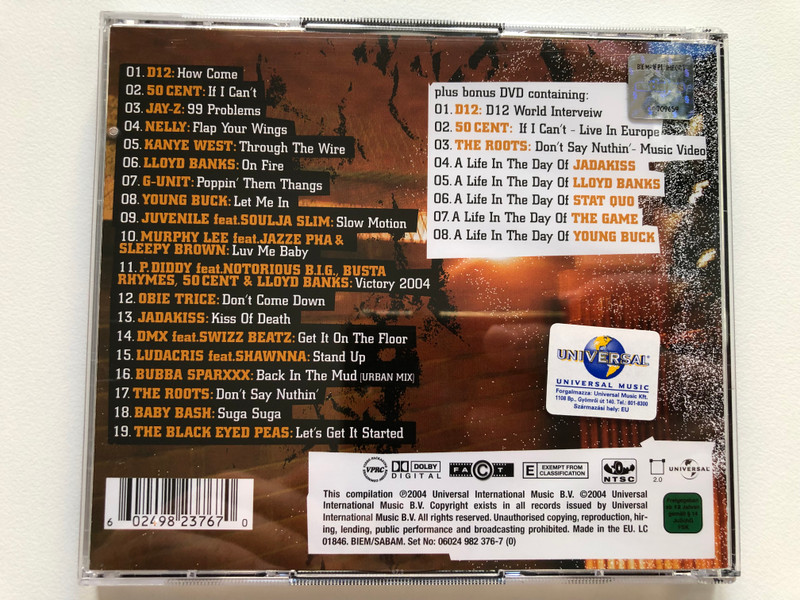 01. D12: How Come
02. 50 CENT: If I Can't
03. JAY-Z: 99 Problems
04. NELLY: Flap Your Wings
05. KANYE WEST: Through The Wire
06. LLOYD BANKS: On Fire
07. G-UNIT: Poppin' Them Thangs
08. YOUNG BUCK: Let Me In
09. JUVENILE feat. SOULJA SLIM: Slow Motion
10. MURPHY LEE feat. JAZZE PHA &
SLEEPY BROWN: Luv Me Baby
11. P. DIDDY feat. NOTORIOUS B.I.G., BUSTA
RHYMES, 50 CENT & LLOYD BANKS: Victory 2004
12. OBIE TRICE: Don't Come Down
13. JADAKISS: Kiss Of Death
14. DMX feat. SWIZZ BEATZ: Get It On The Floor
15. LUDACRIS feat. SHAWNNA: Stand Up
16. BUBBA SPARXXX: Back In The Mud [URBAN MIX]
17. THE ROOTS: Don't Say Nuthin'
18. BABY BASH: Suga Suga
19. THE BLACK EYED PEAS: Let's Get It Started
plus bonus DVD containing:
01. D12: D12 World Interveiw
02. 50 CENT: If I Can't - Live In Europe
03. THE ROOTS: Don't Say Nuthin' - Music Video
04. A Life In The Day Of JADAKISS
05. A Life In The Day Of LLOYD BANKS
06. A Life In The Day Of STAT QUO
07. A Life In The Day Of THE GAME
08. A Life In The Day Of YOUNG BUCK
UNIVERSAL
UNIVERSAL MUSIC
Forgalmazza: Universal Music Kft.
1108 Bp., Gyömrői út 140. Tel.: 801-8300
Származási hely: EU
VPRC
DOLBY
DIGITAL
FACT
E EXEMPT FROM
CLASSIFICATION
NTSC
2.0
UNIVERSAL
This compilation ℗2004 Universal International Music B.V. ©2004 Universal
International Music B.V. Copyright exists in all records issued by Universal
International Music B.V. All rights reserved. Unauthorised copying, reproduction, hir-
ing, lending, public performance and broadcasting prohibited. Made in the EU. LC
01846. BIEM/SABAM. Set No: 06024 982 376-7 (0)
6 02498 23767 0